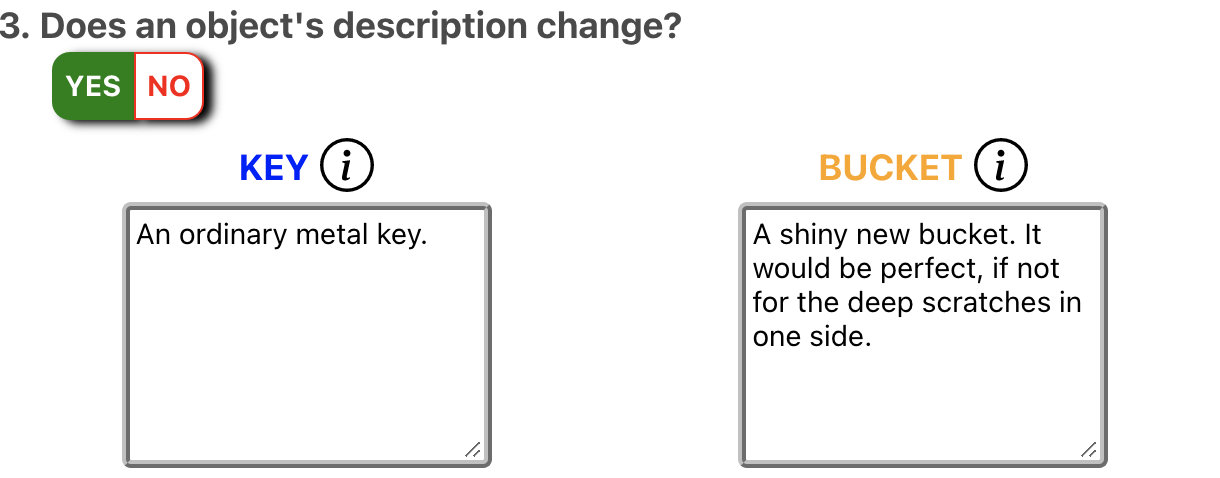 3. Does an object's description change?
YES NO
KEY i
BUCKET i
An ordinary metal key.
A shiny new bucket. It
would be perfect, if not
for the deep scratches in
one side.